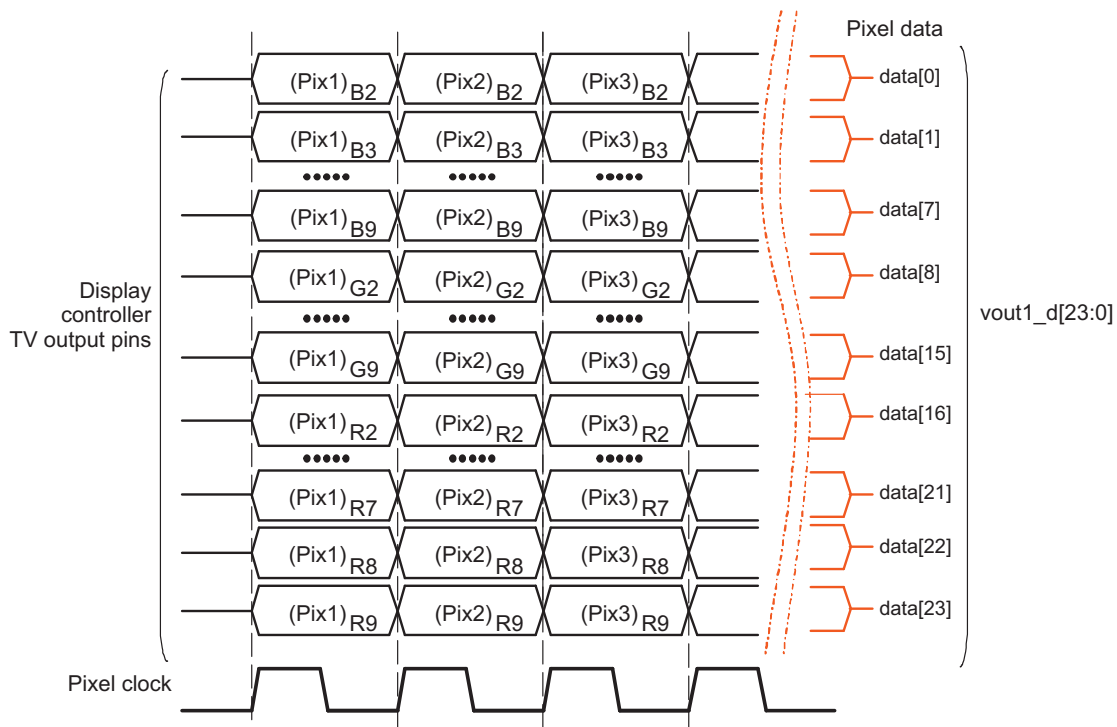 Pixel data
(Pix1)B2 (Pix2)B2 (Pix3)B2 data[0]
(Pix1)B3 (Pix2)B3 (Pix3)B3 data[1]
(Pix1)B9 (Pix2)B9 (Pix3)B9 data[7]
(Pix1)G2 (Pix2)G2 (Pix3)G2 data[8]
Display
controller
TV output pins
vout1_d[23:0]
(Pix1)G9 (Pix2)G9 (Pix3)G9 data[15]
(Pix1)R2 (Pix2)R2 (Pix3)R2 data[16]
(Pix1)R7 (Pix2)R7 (Pix3)R7 data[21]
(Pix1)R8 (Pix2)R8 (Pix3)R8 data[22]
(Pix1)R9 (Pix2)R9 (Pix3)R9 data[23]
Pixel clock